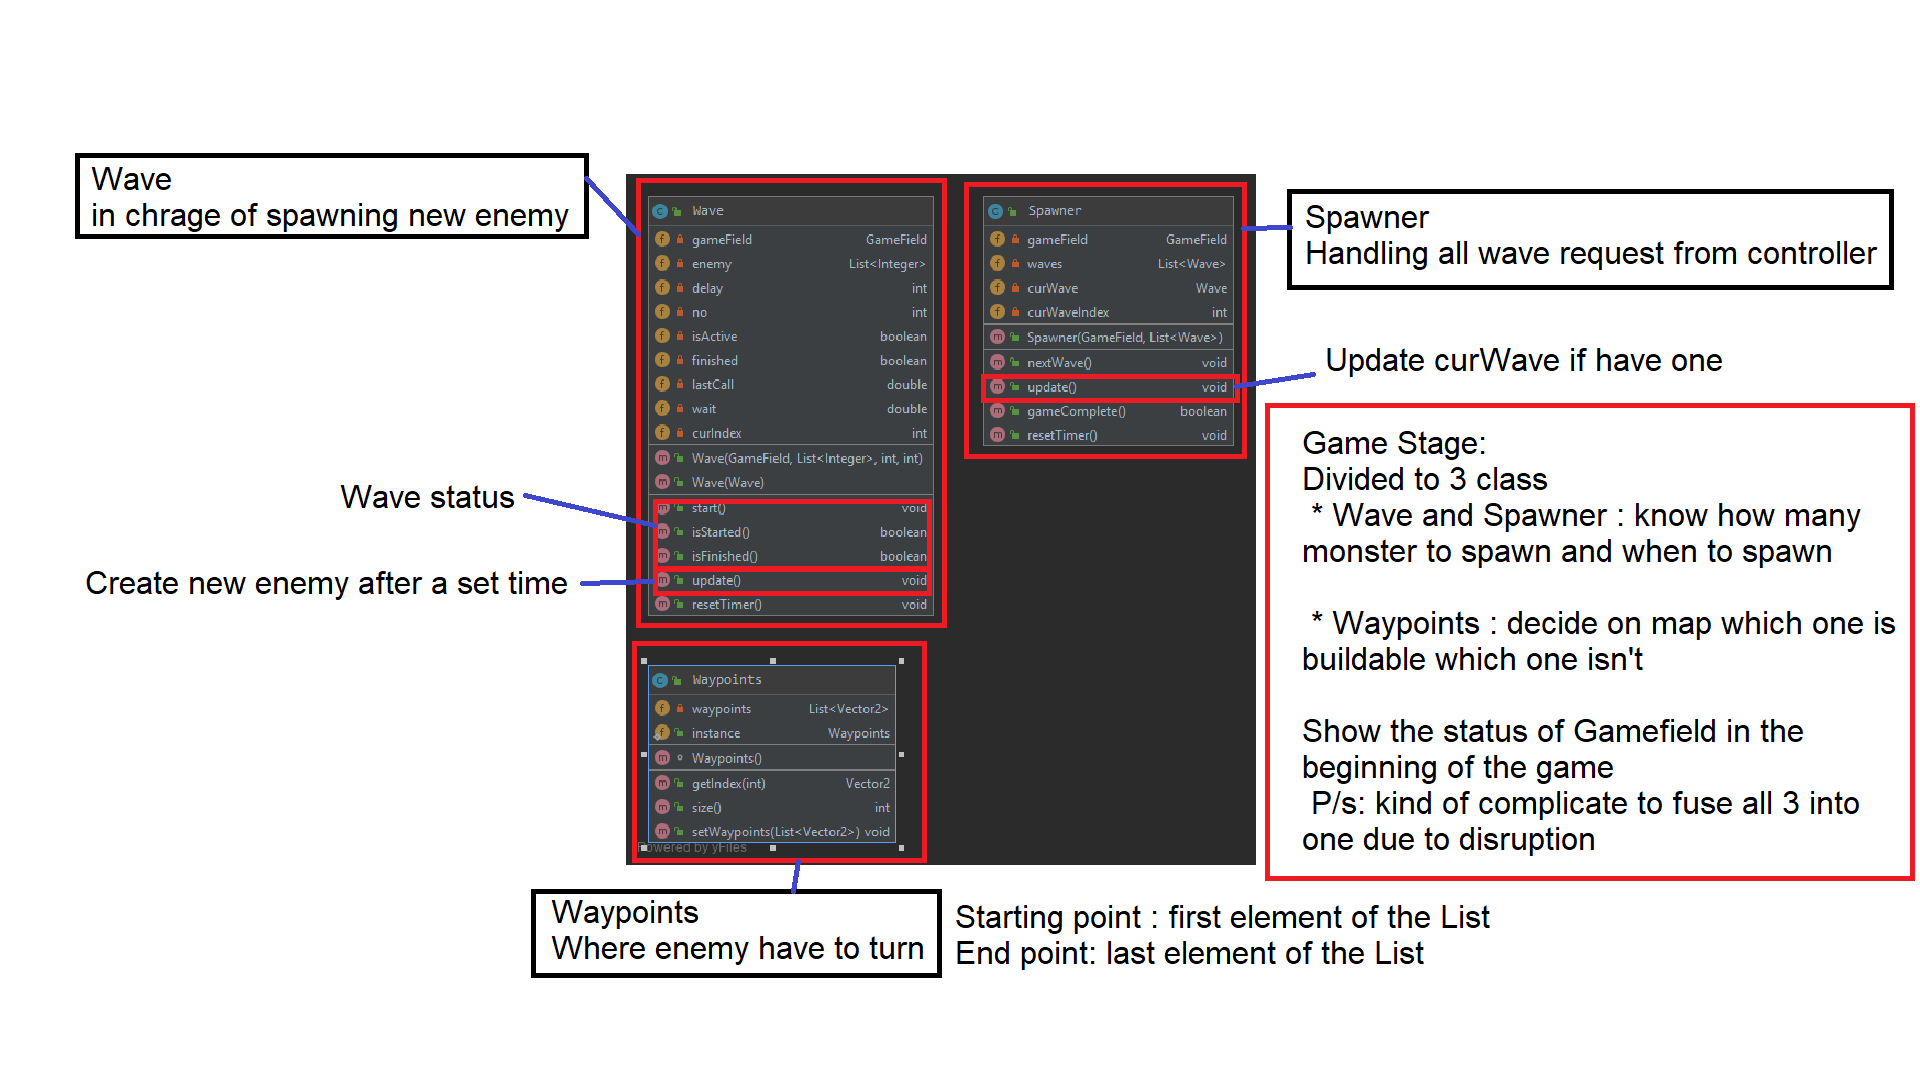 Wave
in chrage of spawning new enemy
Wave status
Create new enemy after a set time
Wave
gameField GameField
enemy List<Integer>
delay int
no int
isActive boolean
finished boolean
lastCall double
wait double
curIndex int
Wave(GameField, List<Integer>, int, int)
Wave(Wave)
start() void
isStarted() boolean
isFinished() boolean
update() void
resetTimer() void
Spawner
gameField GameField
waves List<Wave>
curWave Wave
curWaveIndex int
Spawner(GameField, List<Wave>)
nextWave() void
update() void
gameComplete() boolean
resetTimer() void
Spawner
Handling all wave request from controller
Update curWave if have one
Game Stage:
Divided to 3 class
* Wave and Spawner : know how many
monster to spawn and when to spawn
* Waypoints : decide on map which one is
buildable which one isn't
Show the status of Gamefield in the
beginning of the game
P/s: kind of complicate to fuse all 3 into
one due to disruption
Waypoints
waypoints List<Vector2>
instance Waypoints
Waypoints()
getIndex(int) Vector2
size() int
setWaypoints(List<Vector2>) void
Powered by yFiles
Waypoints
Where enemy have to turn
Starting point : first element of the List
End point: last element of the List